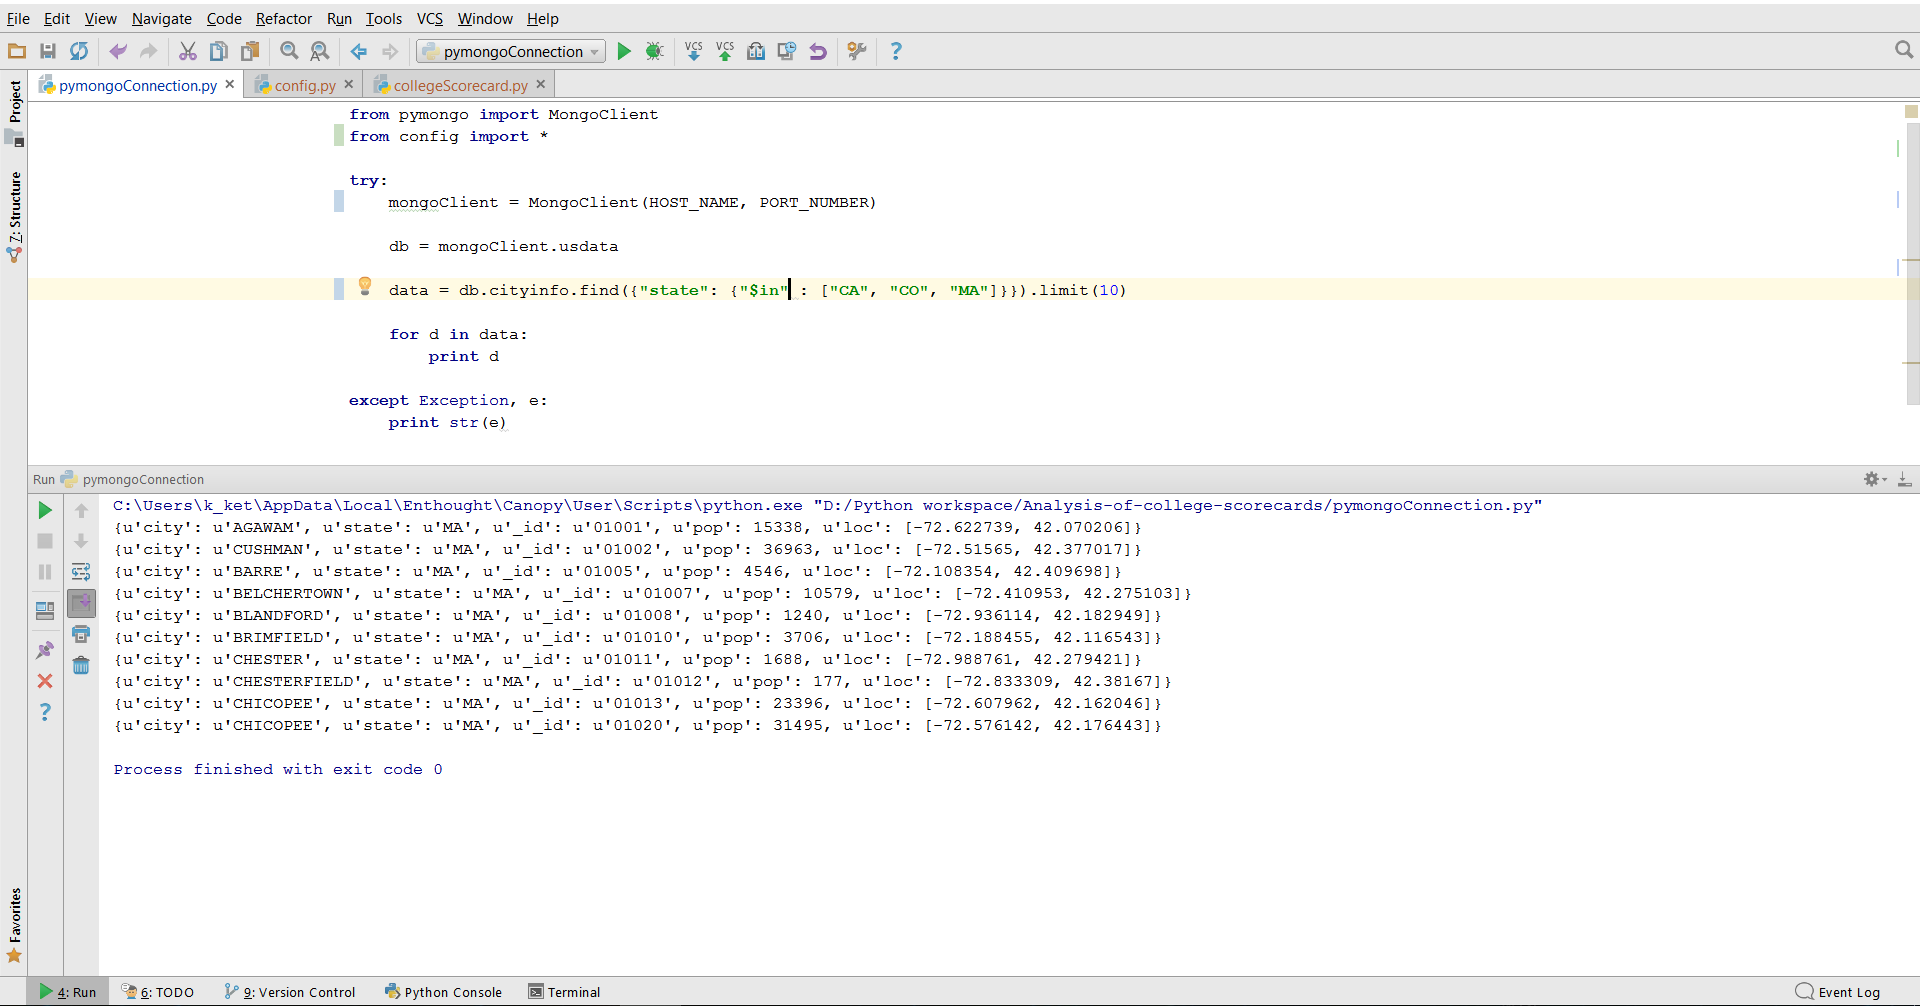 File Edit View Navigate Code Refactor Run Tools VCS Window Help
pymongoConnection VCS VCS ?
pymongoConnection.py config.py collegeScorecard.py
Project
7: Structure
from pymongo import MongoClient
from config import *
try:
mongoClient = MongoClient(HOST_NAME, PORT_NUMBER)
db = mongoClient.usdata
data = db.cityinfo.find({"state": {"$in" : ["CA", "CO", "MA"]}}).limit(10)
for d in data:
print d
except Exception, e:
print str(e)
Run pymongoConnection
C:\Users\k_ket\AppData\Local\Enthought\Canopy\User\Scripts\python.exe "D:/Python workspace/Analysis-of-college-scorecards/pymongoConnection.py"
{u'city': u'AGAWAM', u'state': u'MA', u'_id': u'01001', u'pop': 15338, u'loc': [-72.622739, 42.070206]}
{u'city': u'CUSHMAN', u'state': u'MA', u'_id': u'01002', u'pop': 36963, u'loc': [-72.51565, 42.377017]}
{u'city': u'BARRE', u'state': u'MA', u'_id': u'01005', u'pop': 4546, u'loc': [-72.108354, 42.409698]}
{u'city': u'BELCHERTOWN', u'state': u'MA', u'_id': u'01007', u'pop': 10579, u'loc': [-72.410953, 42.275103]}
{u'city': u'BLANDFORD', u'state': u'MA', u'_id': u'01008', u'pop': 1240, u'loc': [-72.936114, 42.182949]}
{u'city': u'BRIMFIELD', u'state': u'MA', u'_id': u'01010', u'pop': 3706, u'loc': [-72.188455, 42.116543]}
{u'city': u'CHESTER', u'state': u'MA', u'_id': u'01011', u'pop': 1688, u'loc': [-72.988761, 42.279421]}
{u'city': u'CHESTERFIELD', u'state': u'MA', u'_id': u'01012', u'pop': 177, u'loc': [-72.833309, 42.38167]}
{u'city': u'CHICOPEE', u'state': u'MA', u'_id': u'01013', u'pop': 23396, u'loc': [-72.607962, 42.162046]}
{u'city': u'CHICOPEE', u'state': u'MA', u'_id': u'01020', u'pop': 31495, u'loc': [-72.576142, 42.176443]}
Process finished with exit code 0
?
Favorites
4: Run 6: TODO 9: Version Control Python Console Terminal Event Log